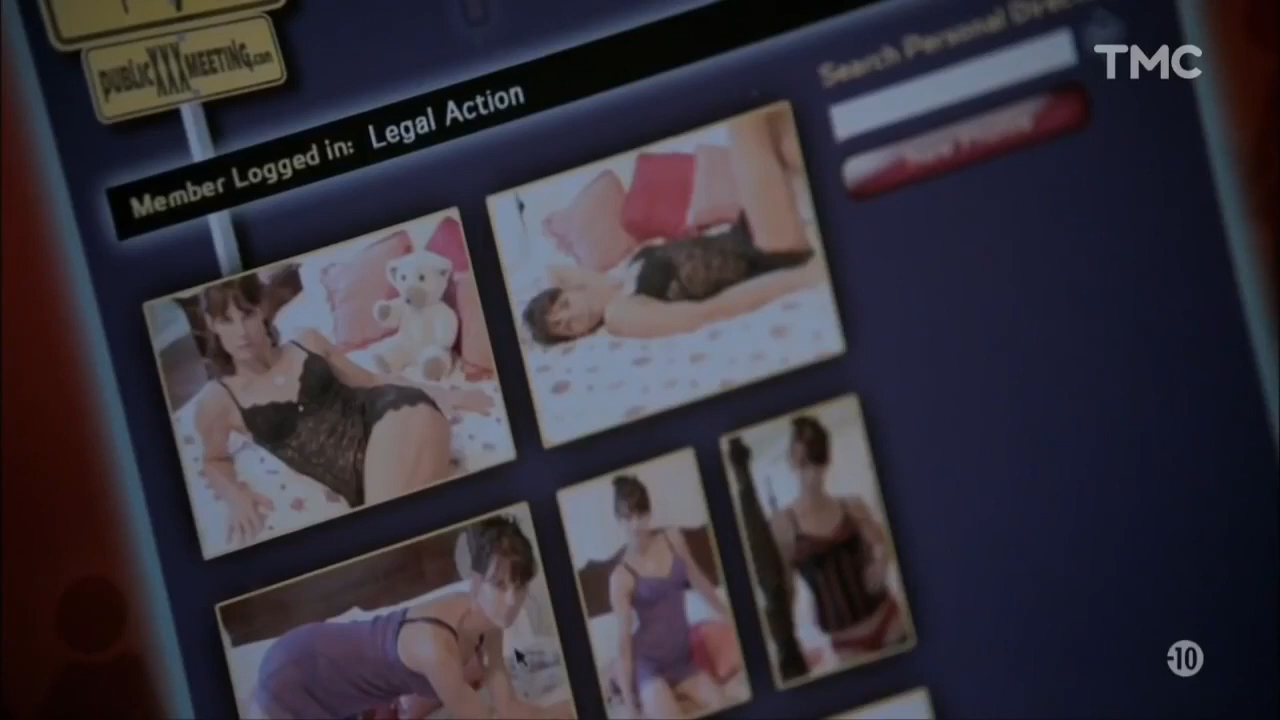 PUBLIC XXX MEETING.com
TMC
Search Personal
Member Logged in: Legal Action
-10